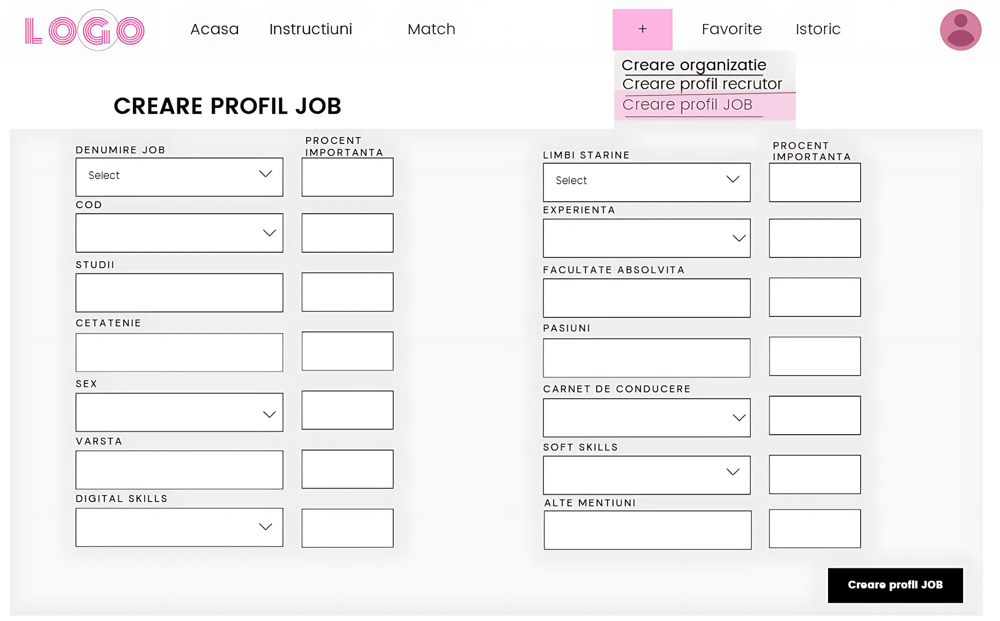 LOGO
Acasa
Instructiuni
Match
+
Favorite
Istoric
Creare organizatie
Creare profil recrutor
Creare profil JOB
CREARE PROFIL JOB
DENUMIRE JOB
PROCENT
IMPORTANTA
Select
COD
STUDII
CETATENIE
SEX
VARSTA
DIGITAL SKILLS
LIMBI STARINE
PROCENT
IMPORTANTA
Select
EXPERIENTA
FACULTATE ABSOLVITA
PASIUNI
CARNET DE CONDUCERE
SOFT SKILLS
ALTE MENTIUNI
Creare profil JOB